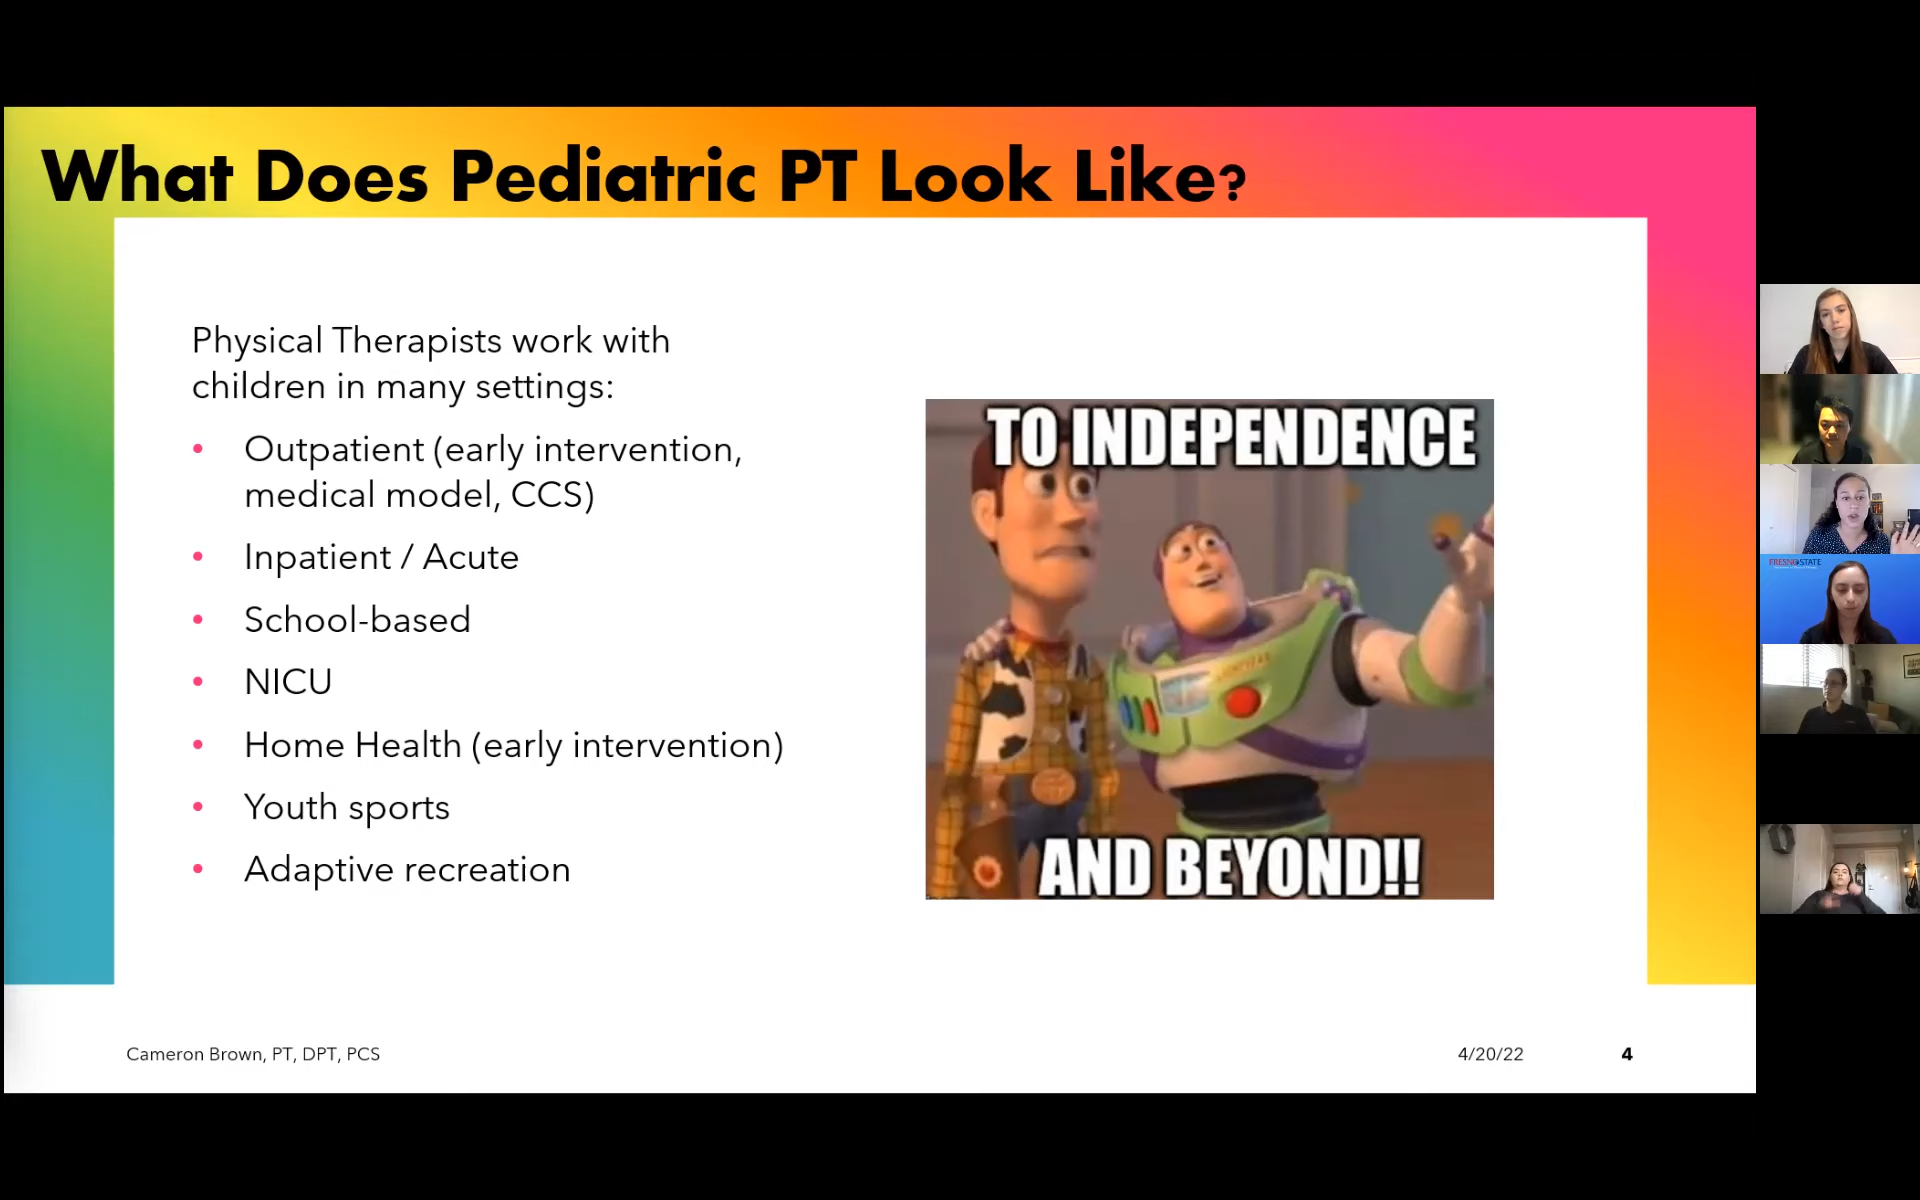 What Does Pediatric PT Look Like?
Physical Therapists work with
children in many settings:
• Outpatient (early intervention,
medical model, CCS)
• Inpatient / Acute
• School-based
• NICU
• Home Health (early intervention)
• Youth sports
• Adaptive recreation
TO INDEPENDENCE
AND BEYOND!!
Cameron Brown, PT, DPT, PCS
4/20/22
4
FRESNO STATE